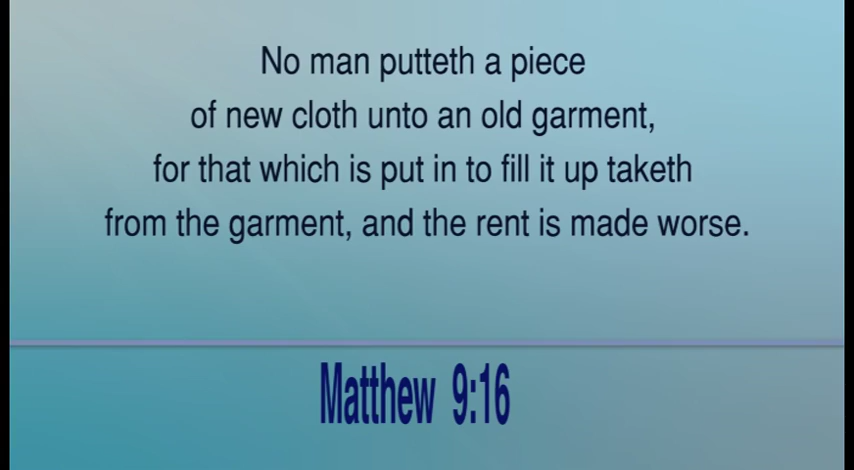 No man putteth a piece
of new cloth unto an old garment,
for that which is put in to fill it up taketh
from the garment, and the rent is made worse.
Matthew 9:16